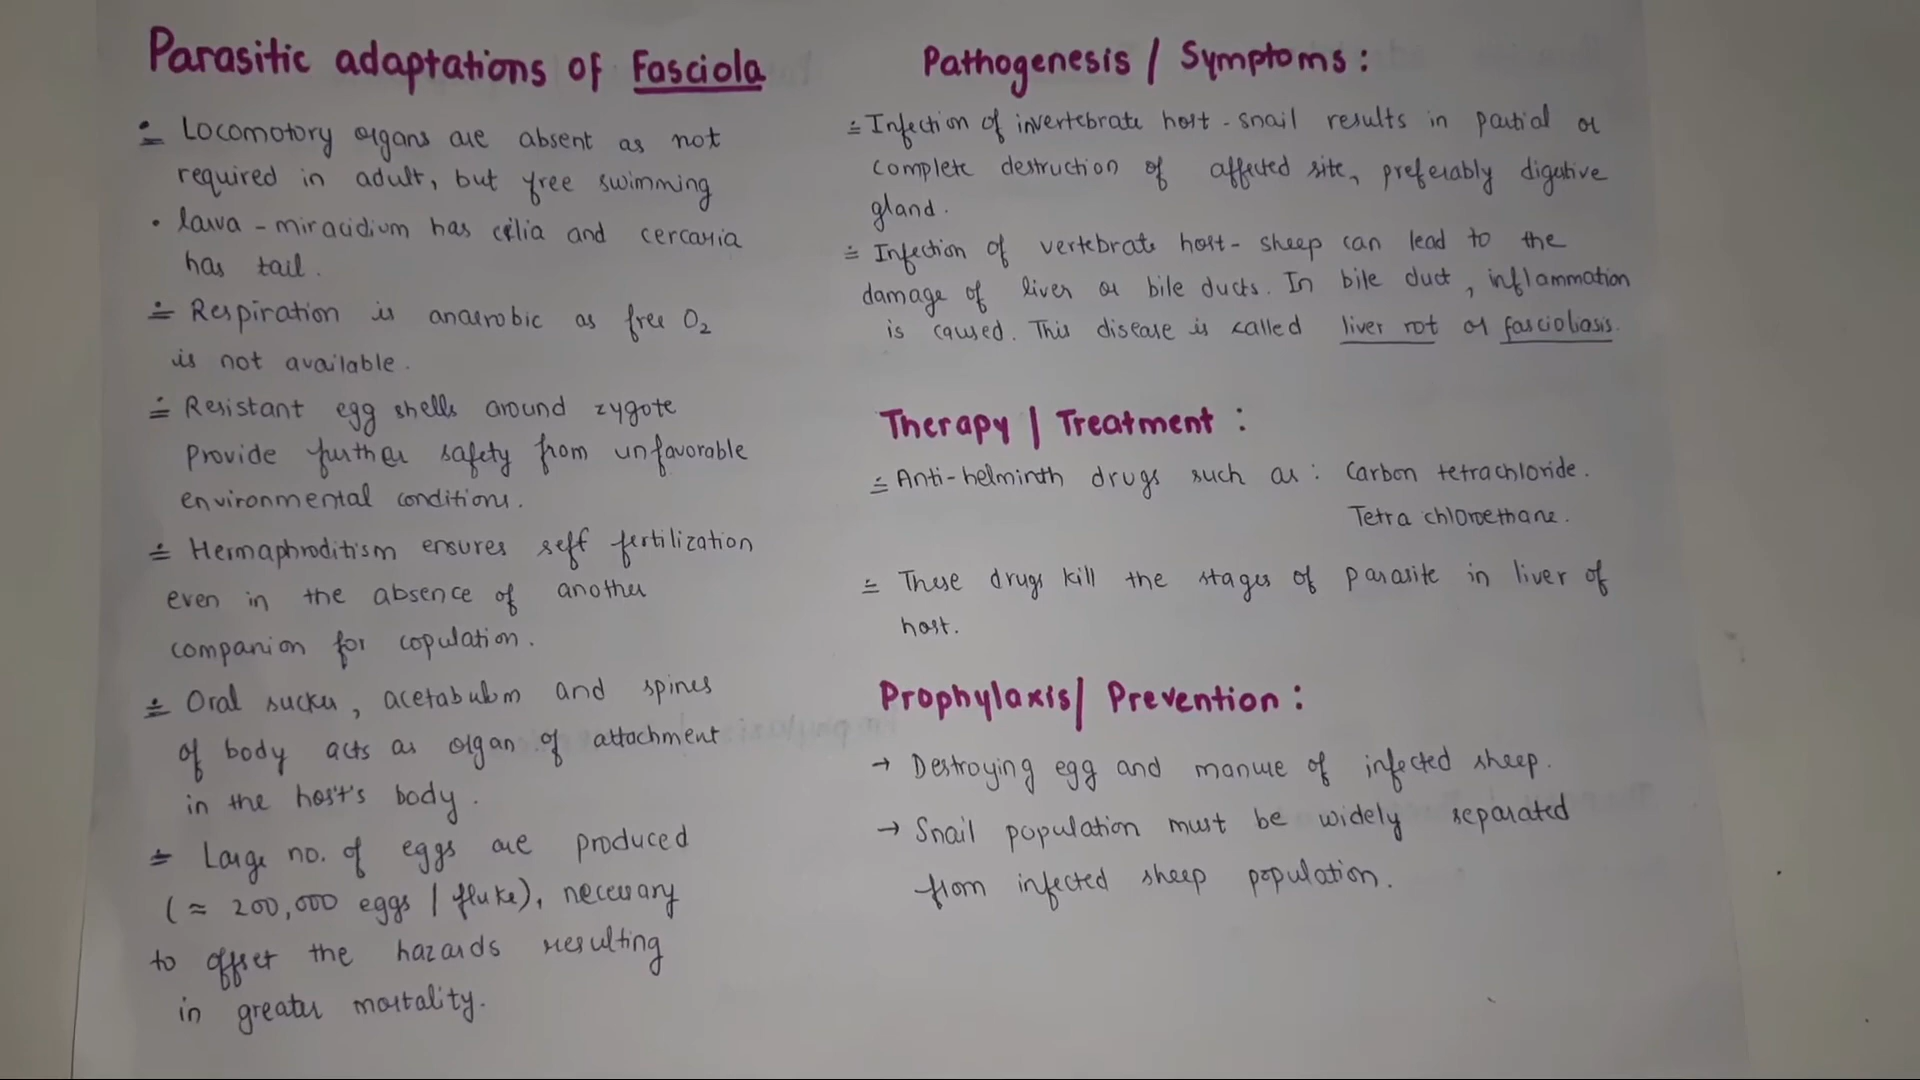 Parasitic adaptations of Fasciola
Locomotory organs are absent as not
required in adult, but free swimming
• larva - miracidium has cilia and cercaria
has tail.
Respiration is anaerobic as free O2
is not available.
Resistant egg shells around zygote
Provide further safety from unfavorable
environmental conditions.
Hermaphroditism ensures self fertilization
even in the absence of another
companion for copulation.
Oral sucker, acetabulum and spines
of body acts as organ of attachment
in the host's body.
Large no. of eggs are produced
(≈ 200,000 eggs / fluke), necessary
to offset the hazards resulting
in greater mortality.
Pathogenesis / Symptoms :
Infection of invertebrate host - snail results in partial or
complete destruction of affected site, preferably digative
gland.
Infection of vertebrate host - sheep can lead to the
damage of liver or bile ducts. In bile duct, inflammation
is caused. This disease is called liver rot or fascioliasis.
Therapy / Treatment :
Anti-helminth drugs such as : Carbon tetrachloride.
Tetra chloroethane.
These drugs kill the stages of parasite in liver of
host.
Prophylaxis / Prevention :
→ Destroying egg and manure of infected sheep.
→ Snail population must be widely separated
from infected sheep population.